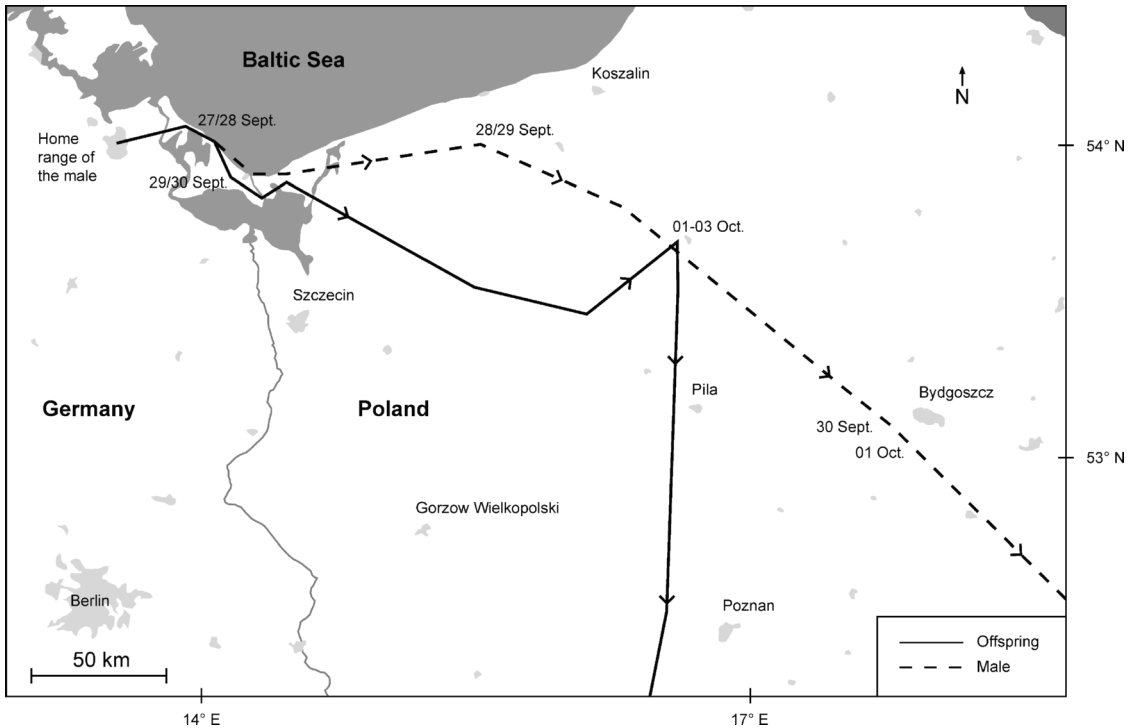 Baltic Sea
Koszalin
N
27/28 Sept.
28/29 Sept.
Home
range of
the male
54° N
29/30 Sept.
01-03 Oct.
Szczecin
Pila
Bydgoszcz
Germany
Poland
30 Sept.
01 Oct.
53° N
Gorzow Wielkopolski
Berlin
Poznan
50 km
Offspring
Male
14° E
17° E